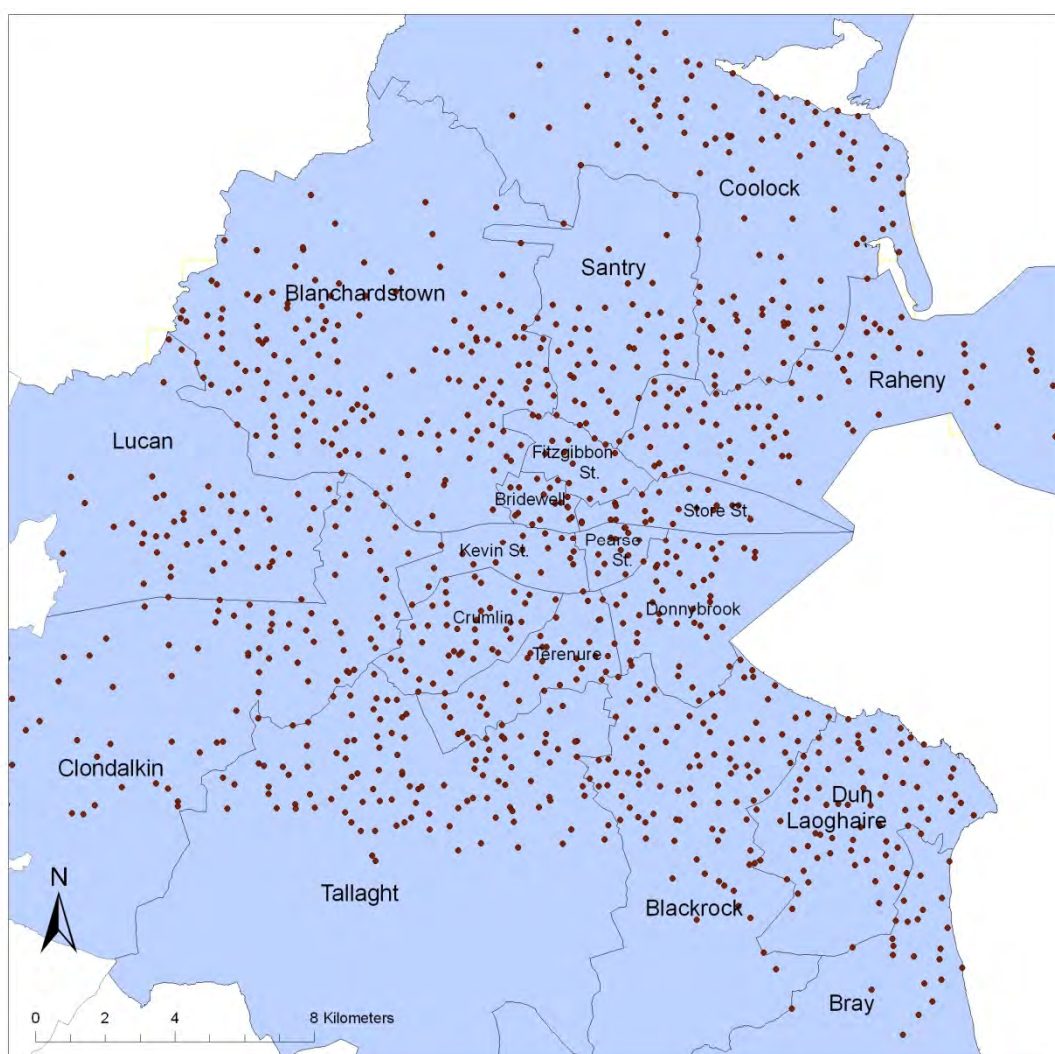 Coolock
Santry
Blanchardstown
Raheny
Lucan
Fitzgibbon
St.
Bridewell
Store St.
Pearse
St.
Kevin St.
Donnybrook
Crumlin
Terenure
Clondalkin
Dun
Laoghaire
Tallaght
Blackrock
Bray
N
0 2 4 8 Kilometers